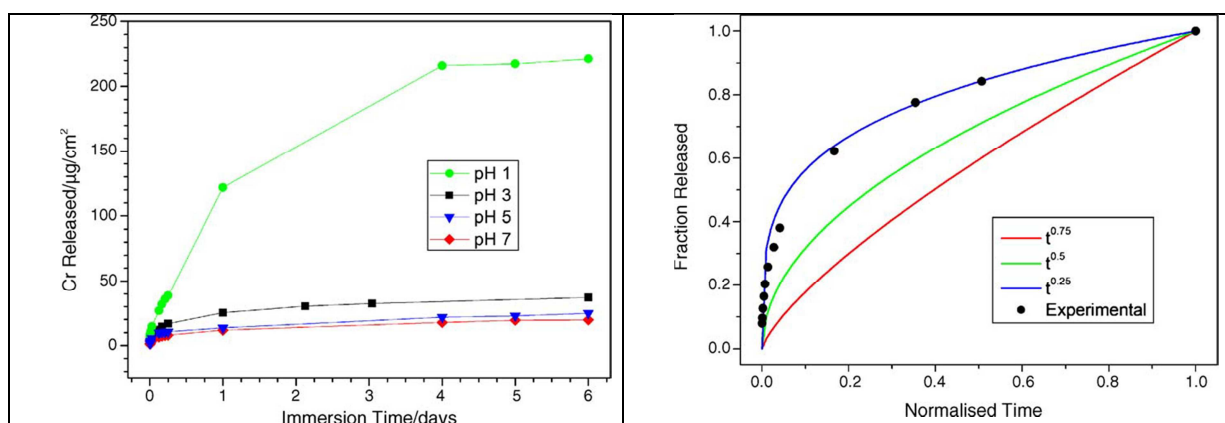 250
200
150
100
50
0
Cr Released/µg/cm²
pH 1
pH 3
pH 5
pH 7
0 1 2 3 4 5 6
Immersion Time/days
1.0
0.8
0.6
0.4
0.2
0.0
Fraction Released
t^0.75
t^0.5
t^0.25
Experimental
0.0 0.2 0.4 0.6 0.8 1.0
Normalised Time